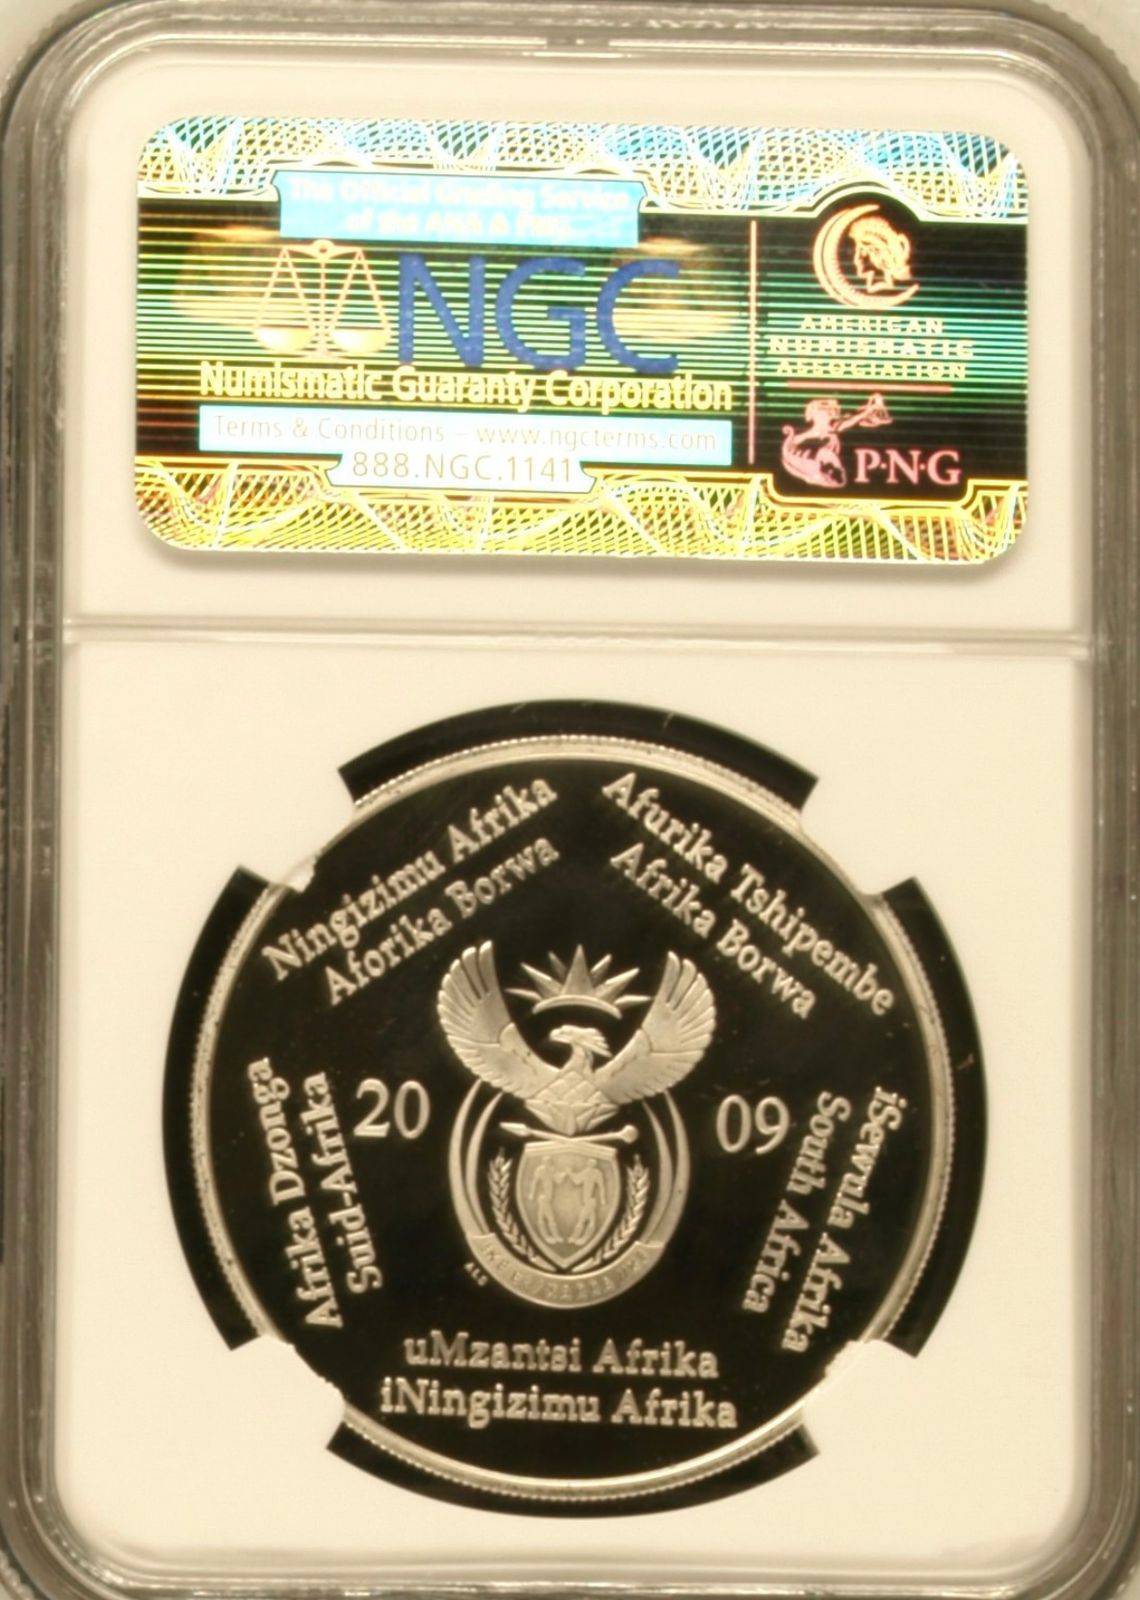 The Official Grading Service
of the ANA & PNG
NGC
Numismatic Guaranty Corporation
Terms & Conditions – www.ngcterms.com
888.NGC.1141
AMERICAN
NUMISMATIC
ASSOCIATION
P·N·G
Ningizimu Afrika
Aforika Borwa
Afurika Tshipembe
Afrika Borwa
iSewula Afrika
South Africa
uMzantsi Afrika
iNingizimu Afrika
Afrika Dzonga
Suid-Afrika
20 09
ALS